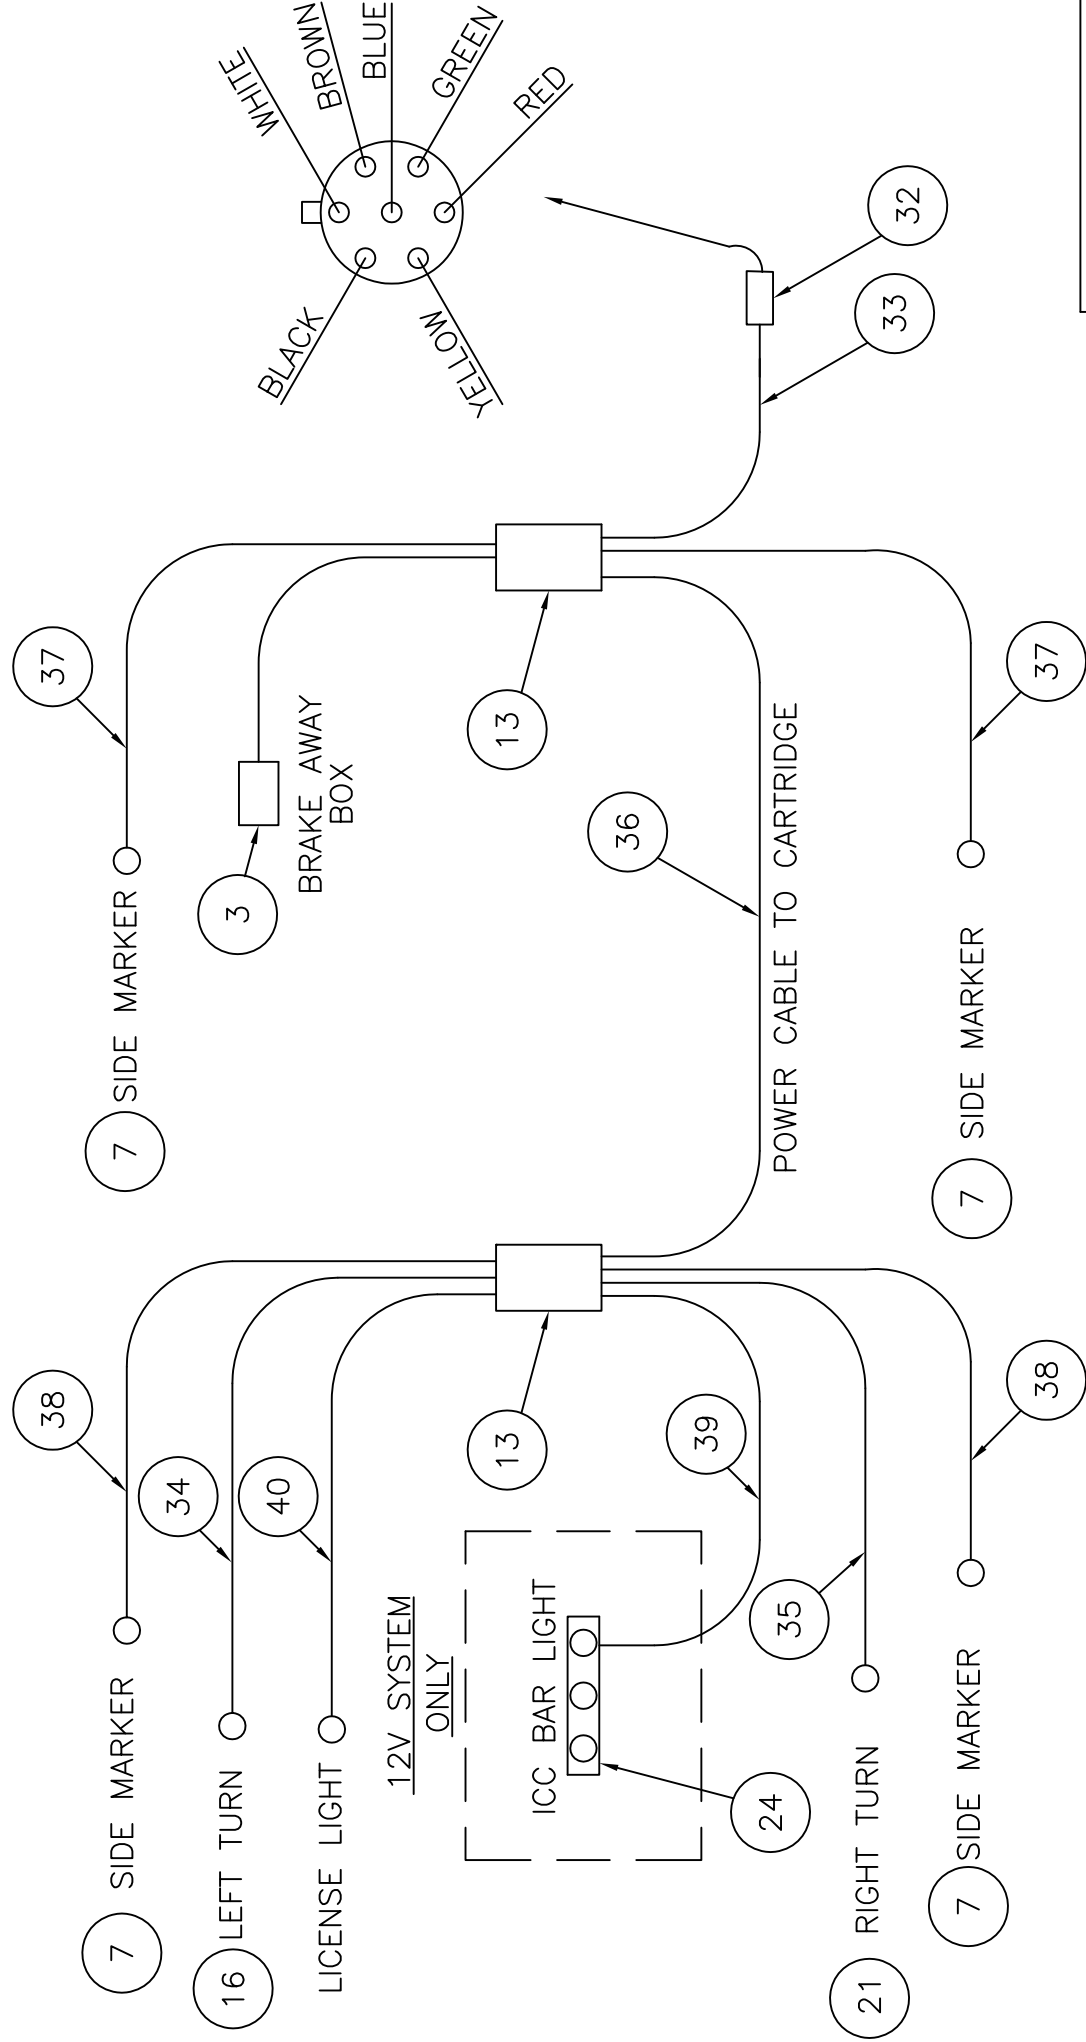 WHITE
BROWN
BLUE
GREEN
RED
BLACK
YELLOW
32
33
37
13
3
BRAKE AWAY
BOX
7 SIDE MARKER
36
POWER CABLE TO CARTRIDGE
37
7 SIDE MARKER
38
34
40
13
39
35
38
7 SIDE MARKER
16 LEFT TURN
LICENSE LIGHT
12V SYSTEM
ONLY
ICC BAR LIGHT
24
21 RIGHT TURN
7 SIDE MARKER